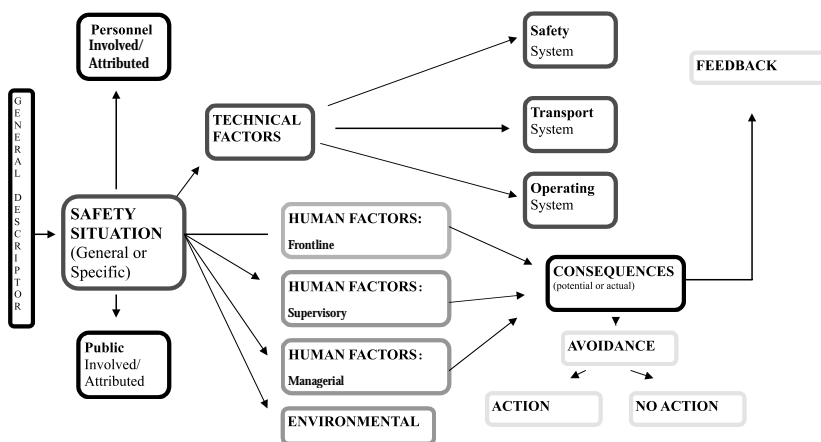 Personnel
Involved/
Attributed
Safety
System
FEEDBACK
GENERAL DESCRIPTOR
TECHNICAL
FACTORS
Transport
System
Operating
System
SAFETY
SITUATION
(General or
Specific)
HUMAN FACTORS:
Frontline
HUMAN FACTORS:
Supervisory
CONSEQUENCES
(potential or actual)
Public
Involved/
Attributed
HUMAN FACTORS:
Managerial
AVOIDANCE
ENVIRONMENTAL
ACTION
NO ACTION